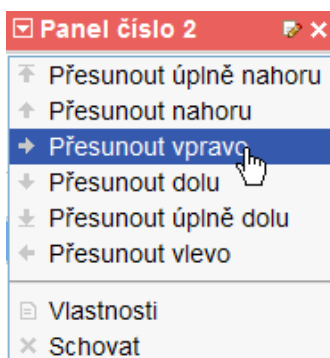 Panel číslo 2
Přesunout úplně nahoru
Přesunout nahoru
Přesunout vpravo
Přesunout dolu
Přesunout úplně dolu
Přesunout vlevo
Vlastnosti
Schovat